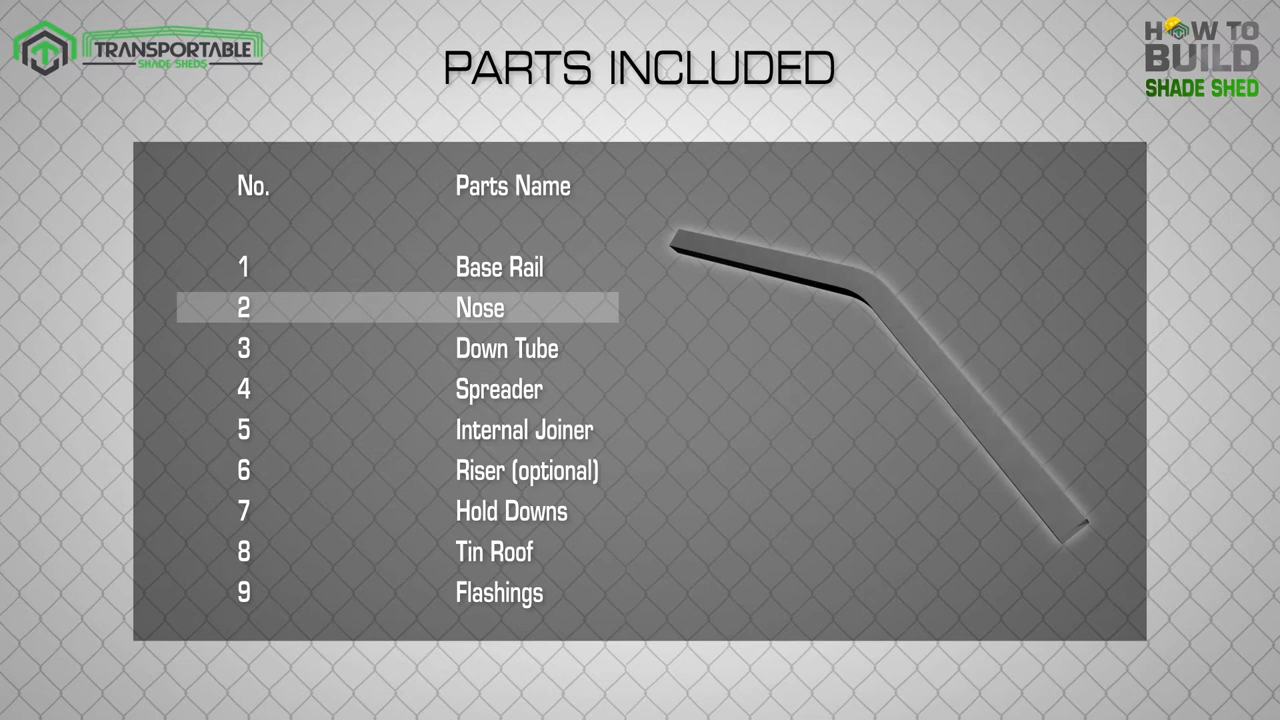 TRANSPORTABLE
SHADE SHEDS
PARTS INCLUDED
HOW TO
BUILD
SHADE SHED
No. Parts Name
1 Base Rail
2 Nose
3 Down Tube
4 Spreader
5 Internal Joiner
6 Riser (optional)
7 Hold Downs
8 Tin Roof
9 Flashings